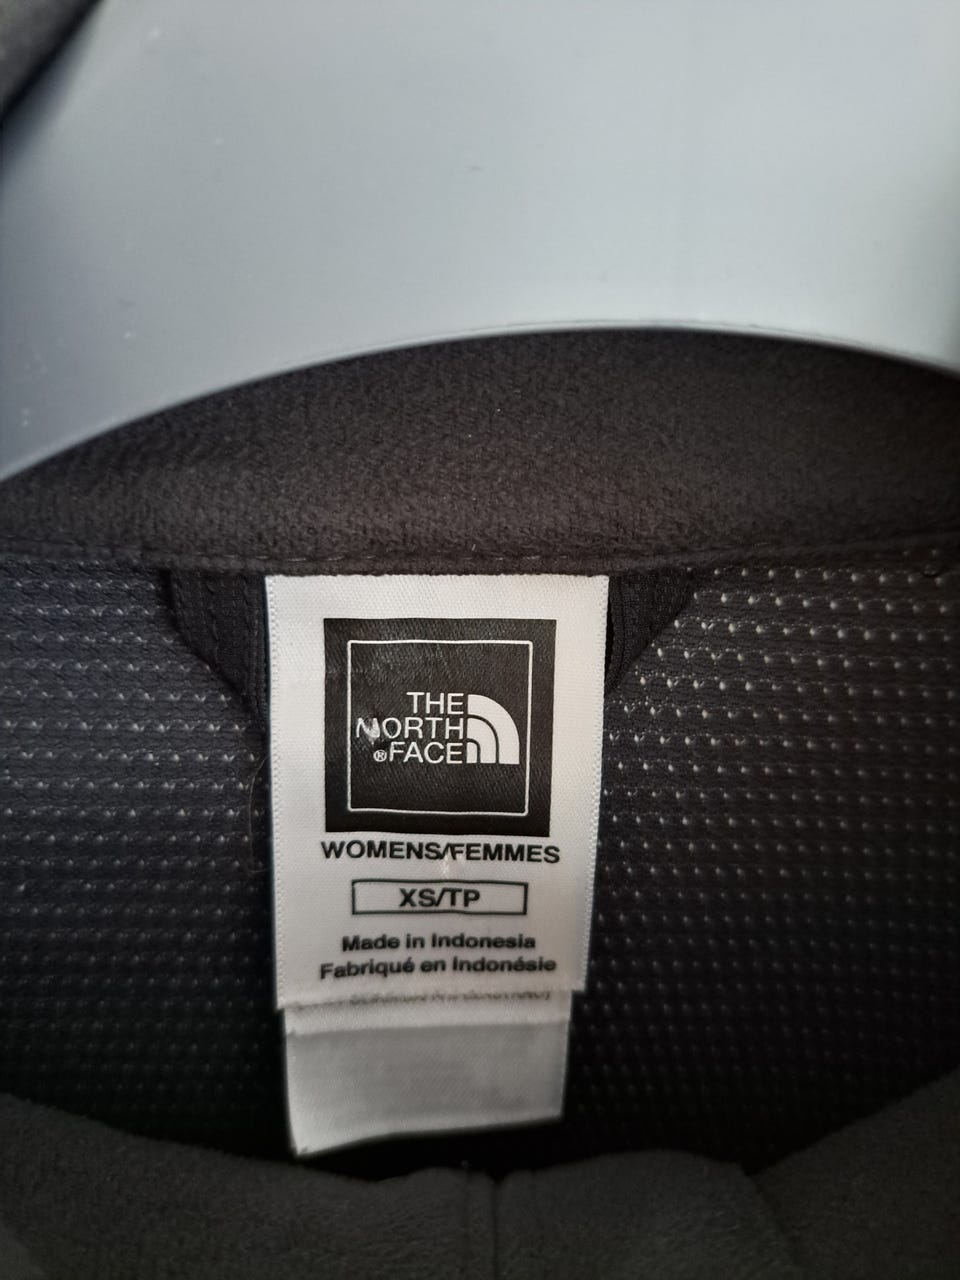 THE
NORTH
®FACE
WOMENS/FEMMES
XS/TP
Made in Indonesia
Fabriqué en Indonésie